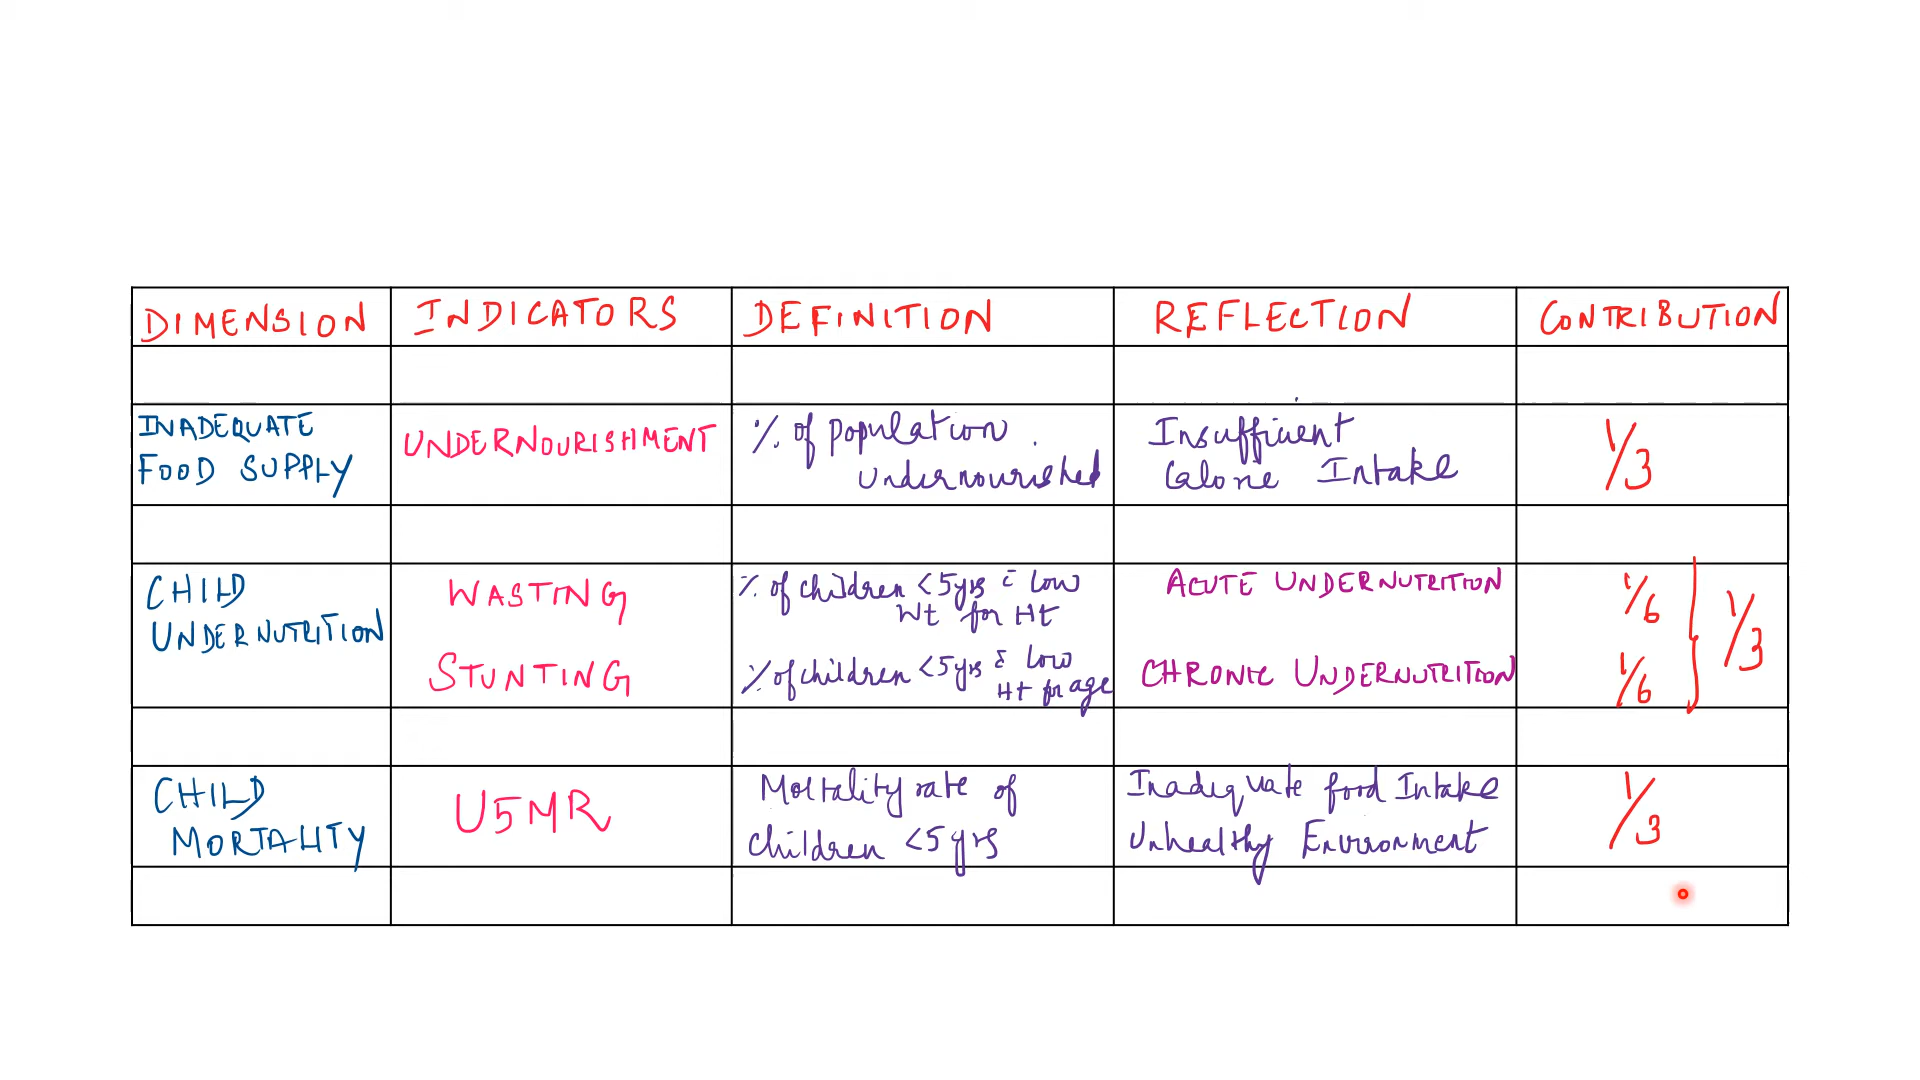 DIMENSION INDICATORS DEFINITION REFLECTION CONTRIBUTION
INADEQUATE
FOOD SUPPLY
UNDERNOURISHMENT
% of population
undernourished
Insufficient
Calorie Intake
1/3
CHILD
UNDERNUTRITION
WASTING
% of children <5yrs c̄ low
Wt for Ht
ACUTE UNDERNUTRITION
1/6
STUNTING
% of children <5yrs c̄ low
Ht for age
CHRONIC UNDERNUTRITION
1/6
1/3
CHILD
MORTALITY
U5MR
Mortality rate of
children <5yrs
Inadequate food Intake
Unhealthy Environment
1/3